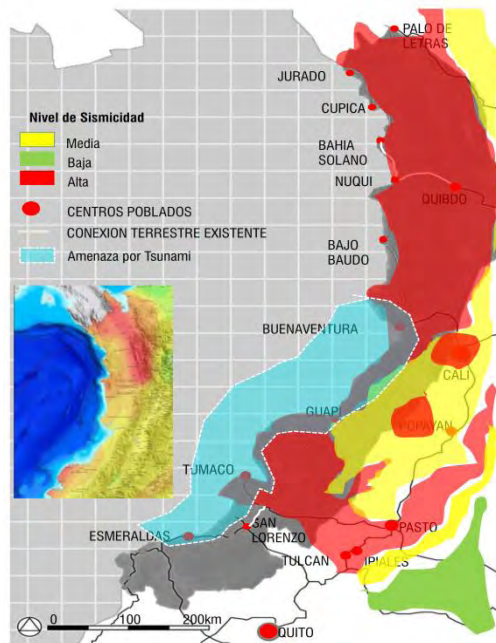 PALO DE
LETRAS
JURADO
CUPICA
Nivel de Sismicidad
Media
Baja
Alta
BAHIA
SOLANO
NUQUI
QUIBDO
CENTROS POBLADOS
CONEXION TERRESTRE EXISTENTE
Amenaza por Tsunami
BAJO
BAUDO
BUENAVENTURA
CALI
GUAPI
POPAYAN
TUMACO
ESMERALDAS
SAN
LORENZO
PASTO
TULCAN
IPIALES
0 100 200km
QUITO